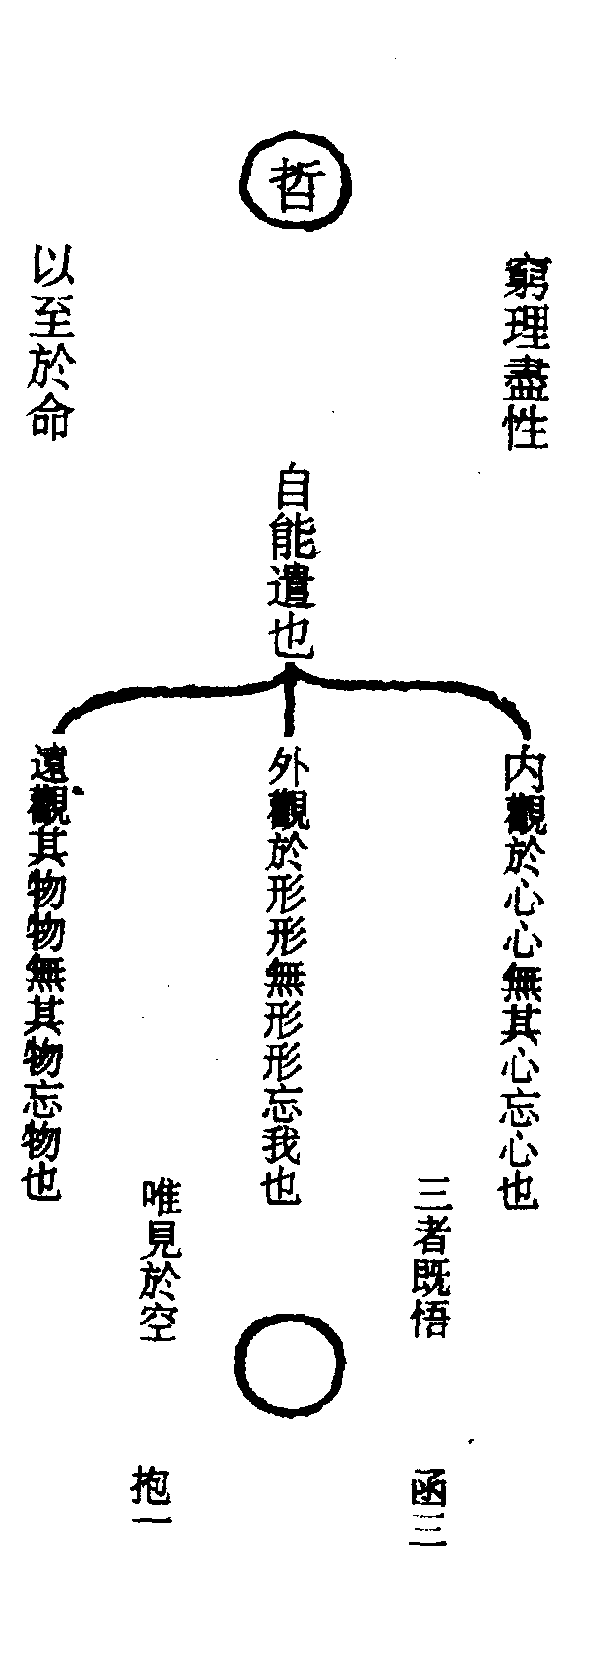 哲
窮理盡性
以至於命
自能遣也
内觀於心心無其心忘心也
外觀於形形無形形忘我也
遠觀其物物無其物忘物也
三者既悟
唯見於空
函三
抱一